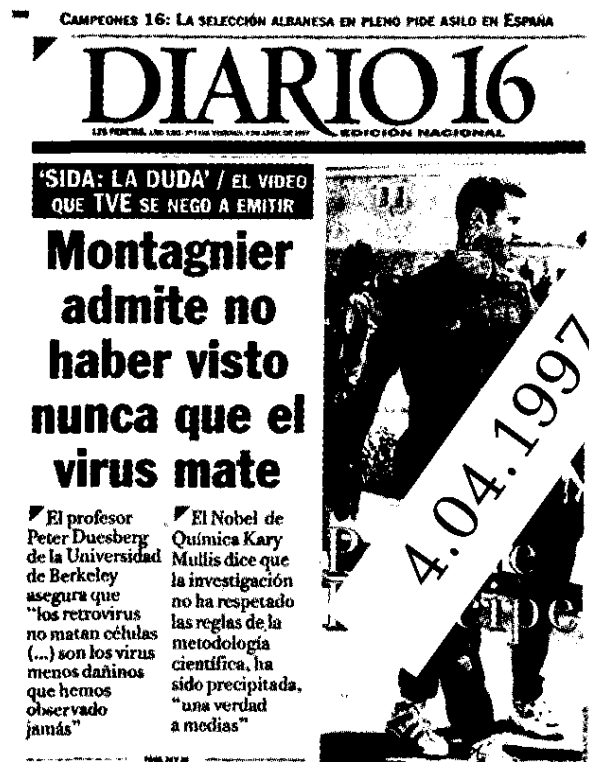 CAMPEONES 16: LA SELECCIÓN ALBANESA EN PLENO PIDE ASILO EN ESPAÑA
DIARIO 16
125 PESETAS. EDICIÓN NACIONAL
'SIDA: LA DUDA' / EL VIDEO
QUE TVE SE NEGO A EMITIR
Montagnier
admite no
haber visto
nunca que el
virus mate
El profesor
Peter Duesberg
de la Universidad
de Berkeley
asegura que
"los retrovirus
no matan células
(...) son los virus
menos dañinos
que hemos
observado
jamás"
El Nobel de
Química Kary
Mullis dice que
la investigación
no ha respetado
las reglas de la
metodología
científica, ha
sido precipitada,
"una verdad
a medias"
4.04.1997